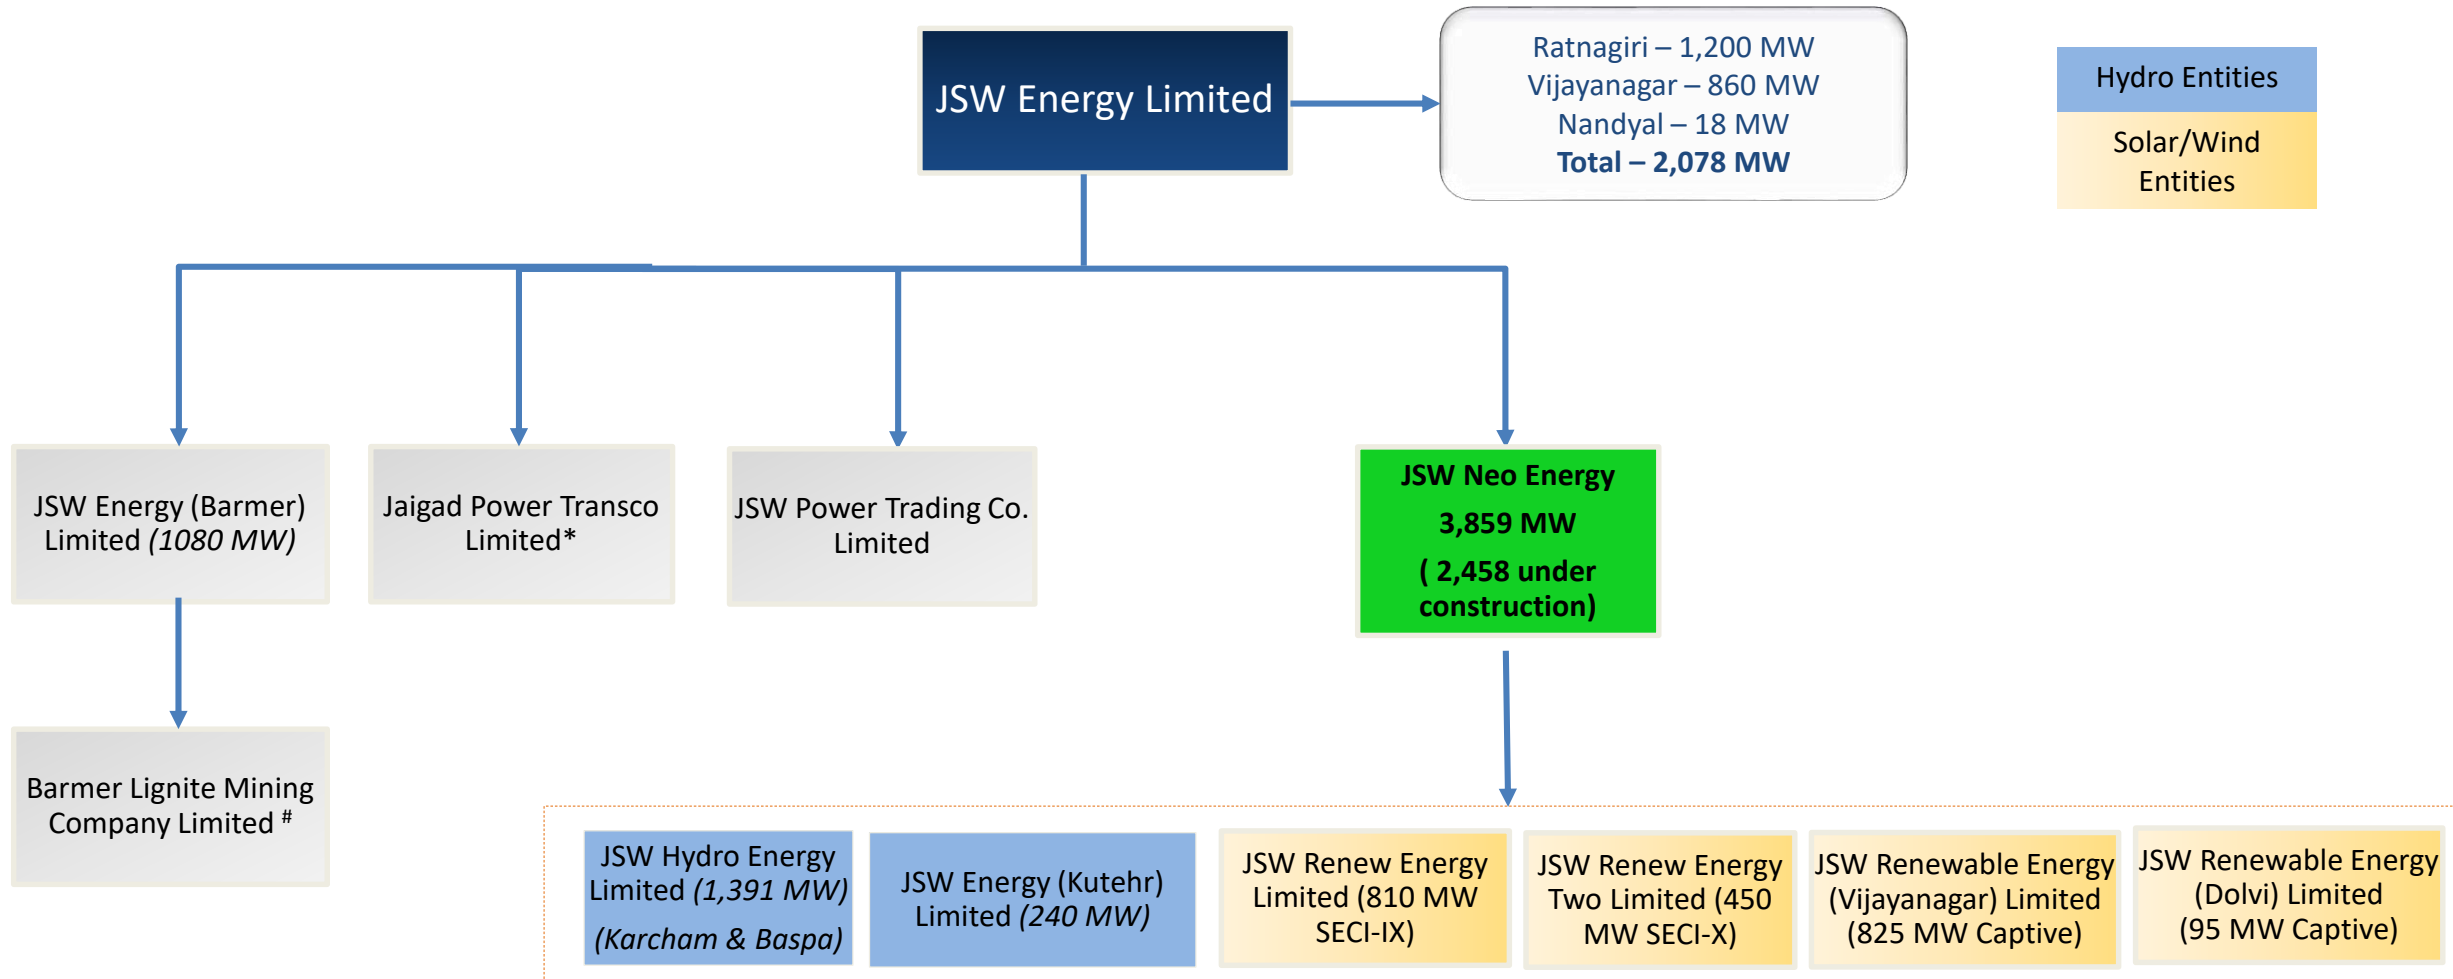 JSW Energy Limited
Ratnagiri – 1,200 MW
Vijayanagar – 860 MW
Nandyal – 18 MW
Total – 2,078 MW
Hydro Entities
Solar/Wind
Entities
JSW Energy (Barmer)
Limited (1080 MW)
Jaigad Power Transco
Limited*
JSW Power Trading Co.
Limited
JSW Neo Energy
3,859 MW
( 2,458 under
construction)
Barmer Lignite Mining
Company Limited #
JSW Hydro Energy
Limited (1,391 MW)
(Karcham & Baspa)
JSW Energy (Kutehr)
Limited (240 MW)
JSW Renew Energy
Limited (810 MW
SECI-IX)
JSW Renew Energy
Two Limited (450
MW SECI-X)
JSW Renewable Energy
(Vijayanagar) Limited
(825 MW Captive)
JSW Renewable Energy
(Dolvi) Limited
(95 MW Captive)